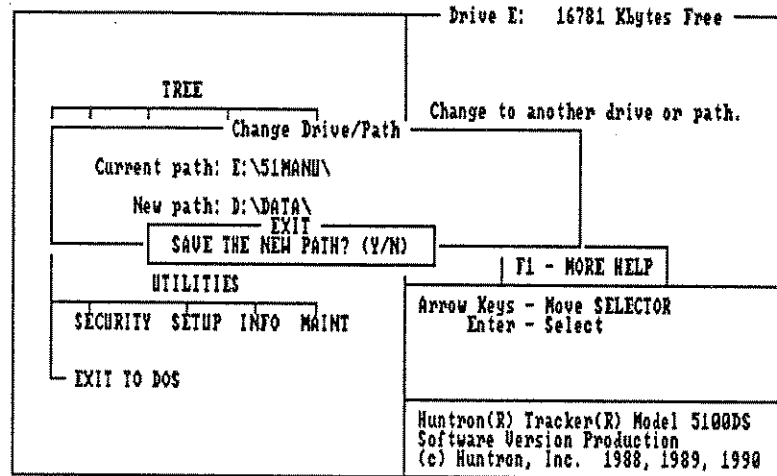 Drive E:   16781 Kbytes Free
TREE
Change to another drive or path.
Change Drive/Path
Current path: E:\51MANU\
New path: D:\DATA\
EXIT
SAVE THE NEW PATH? (Y/N)
F1 - MORE HELP
UTILITIES
SECURITY  SETUP  INFO  MAINT
Arrow Keys - Move SELECTOR
Enter - Select
EXIT TO DOS
Huntron(R) Tracker(R) Model 5100DS
Software Version Production
(c) Huntron, Inc.  1988, 1989, 1990